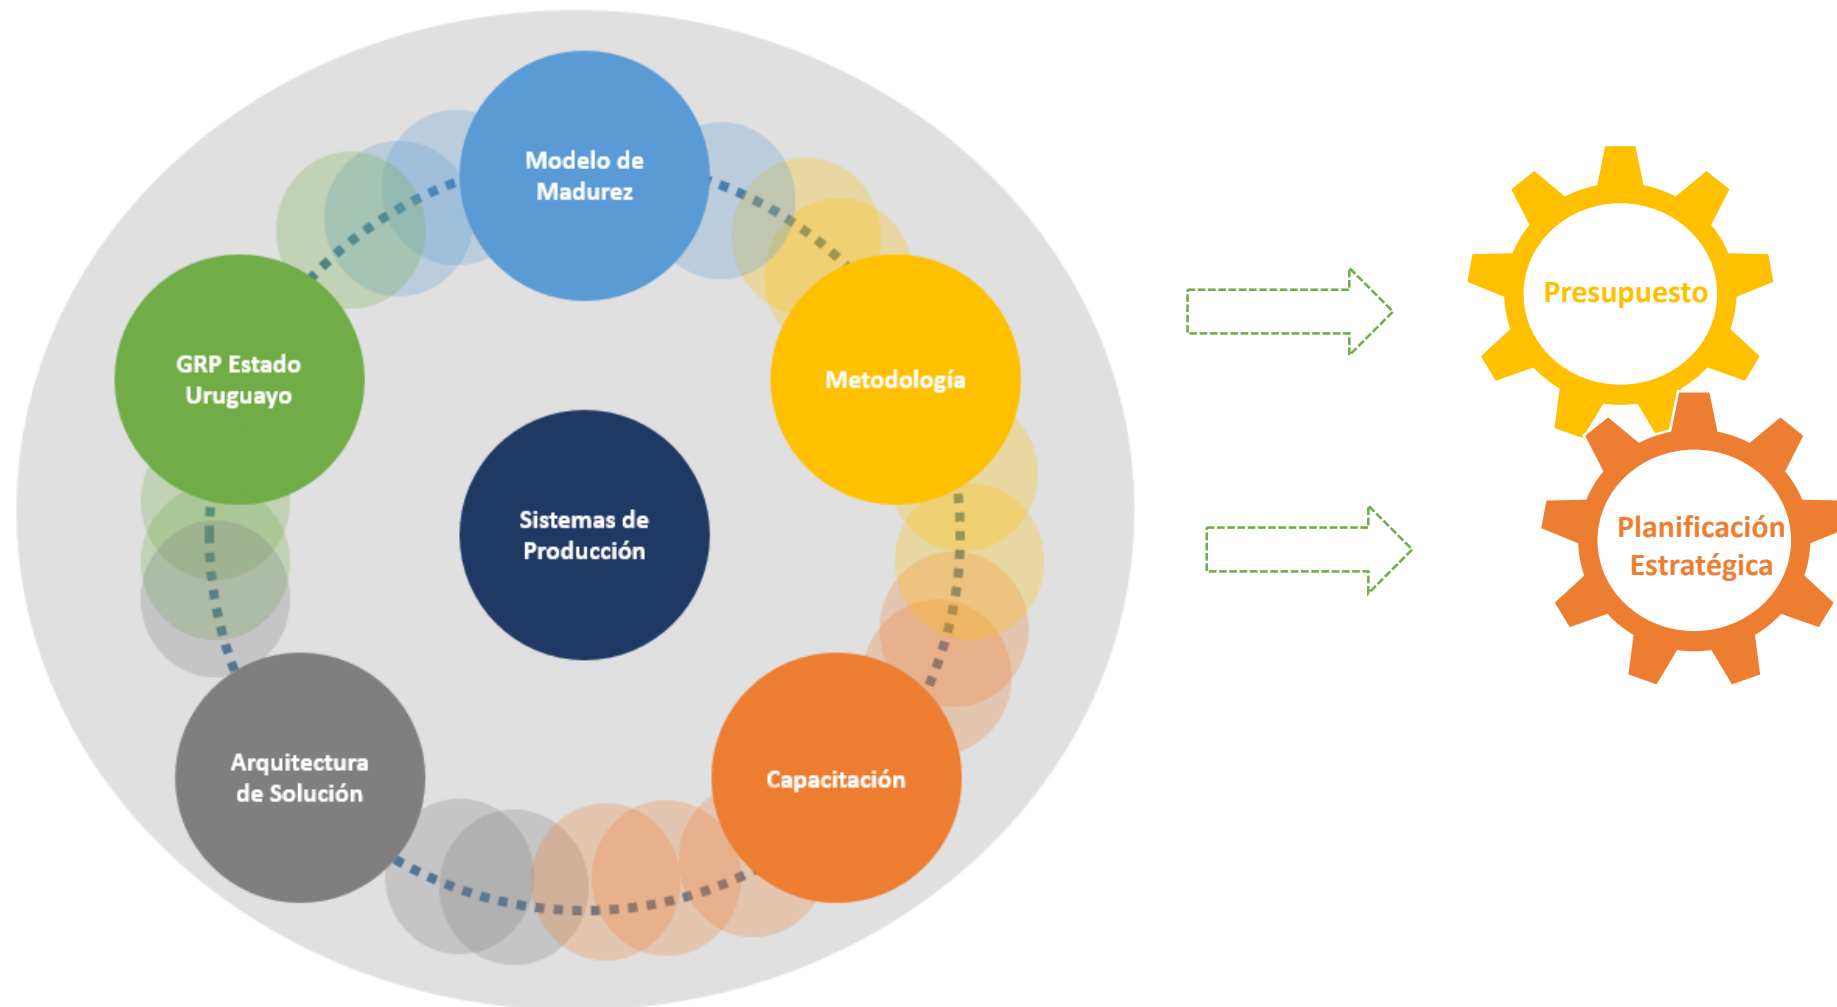 Modelo de
Madurez
GRP Estado
Uruguayo
Metodología
Sistemas de
Producción
Arquitectura
de Solución
Capacitación
Presupuesto
Planificación
Estratégica